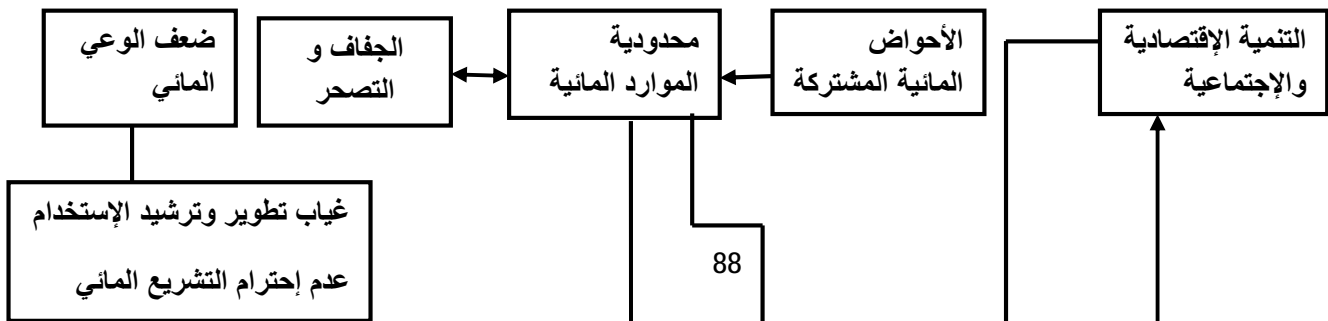 التنمية الإقتصادية
والإجتماعية
الأحواض
المائية المشتركة
محدودية
الموارد المائية
الجفاف و
التصحر
ضعف الوعي
المائي
غياب تطوير وترشيد الإستخدام
عدم إحترام التشريع المائي
88